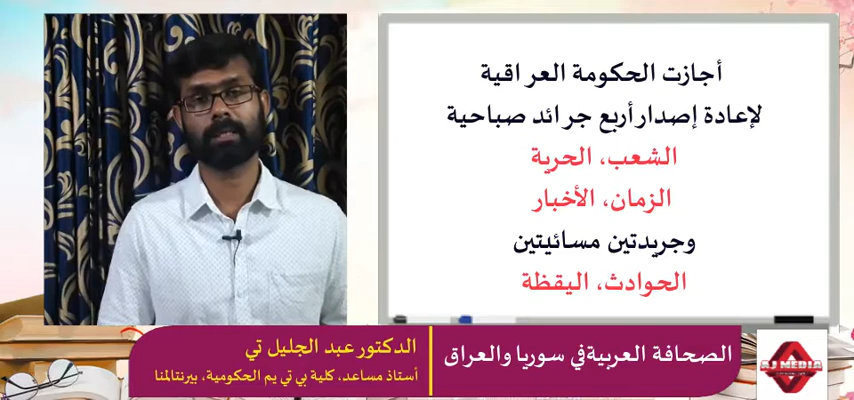 أجازت الحكومة العراقية
لإعادة إصدار أربع جرائد صباحية
الشعب، الحرية
الزمان، الأخبار
وجريدتين مسائيتين
الحوادث، اليقظة
الصحافة العربية في سوريا والعراق
الدكتور عبد الجليل تي
أستاذ مساعد، كلية بي تي يم الحكومية، بيرنتالمنا
AJ MEDIA